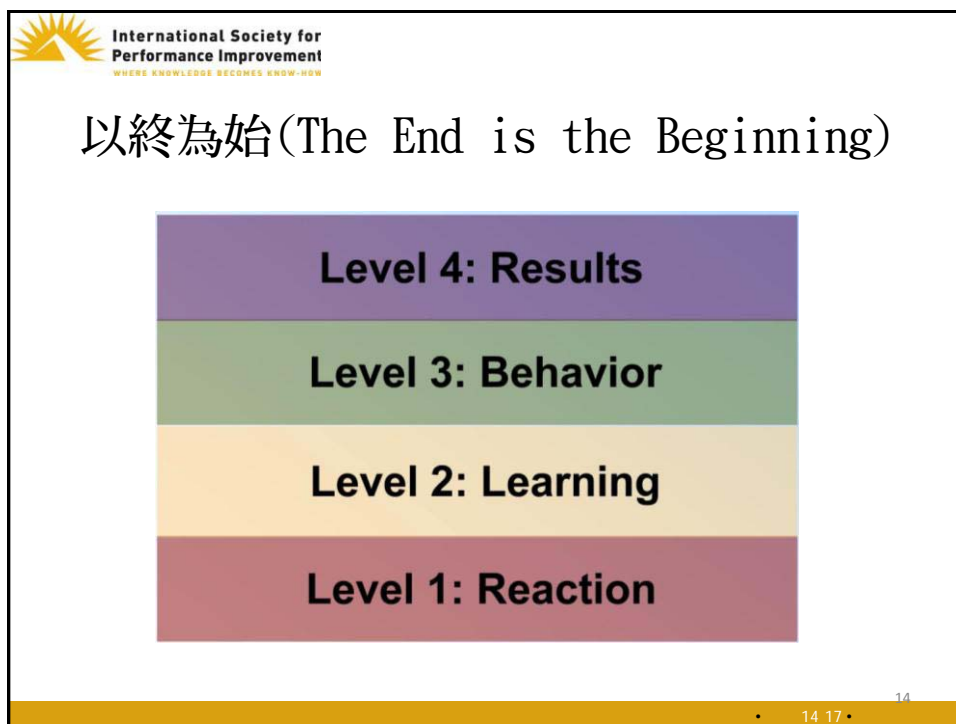 International Society for
Performance Improvement
WHERE KNOWLEDGE BECOMES KNOW-HOW
以終為始(The End is the Beginning)
Level 4: Results
Level 3: Behavior
Level 2: Learning
Level 1: Reaction
14
• 14 17 •